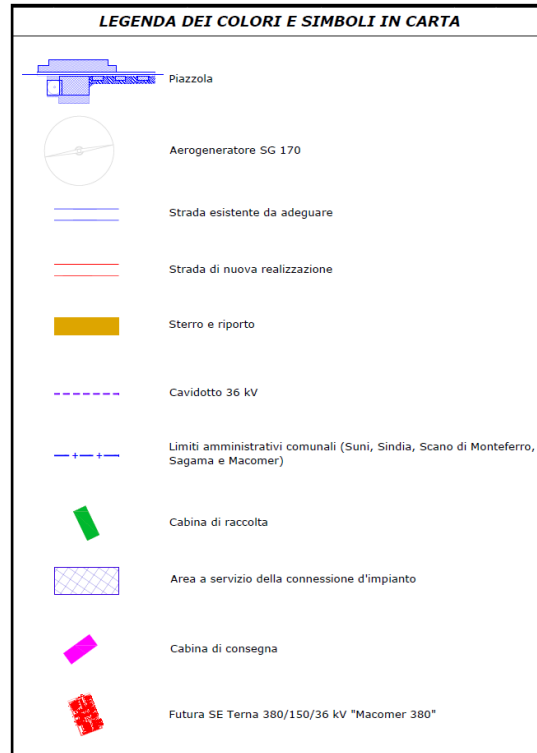 LEGENDA DEI COLORI E SIMBOLI IN CARTA
Piazzola
Aerogeneratore SG 170
Strada esistente da adeguare
Strada di nuova realizzazione
Sterro e riporto
Cavidotto 36 kV
Limiti amministrativi comunali (Suni, Sindia, Scano di Monteferro,
Sagama e Macomer)
Cabina di raccolta
Area a servizio della connessione d'impianto
Cabina di consegna
Futura SE Terna 380/150/36 kV "Macomer 380"